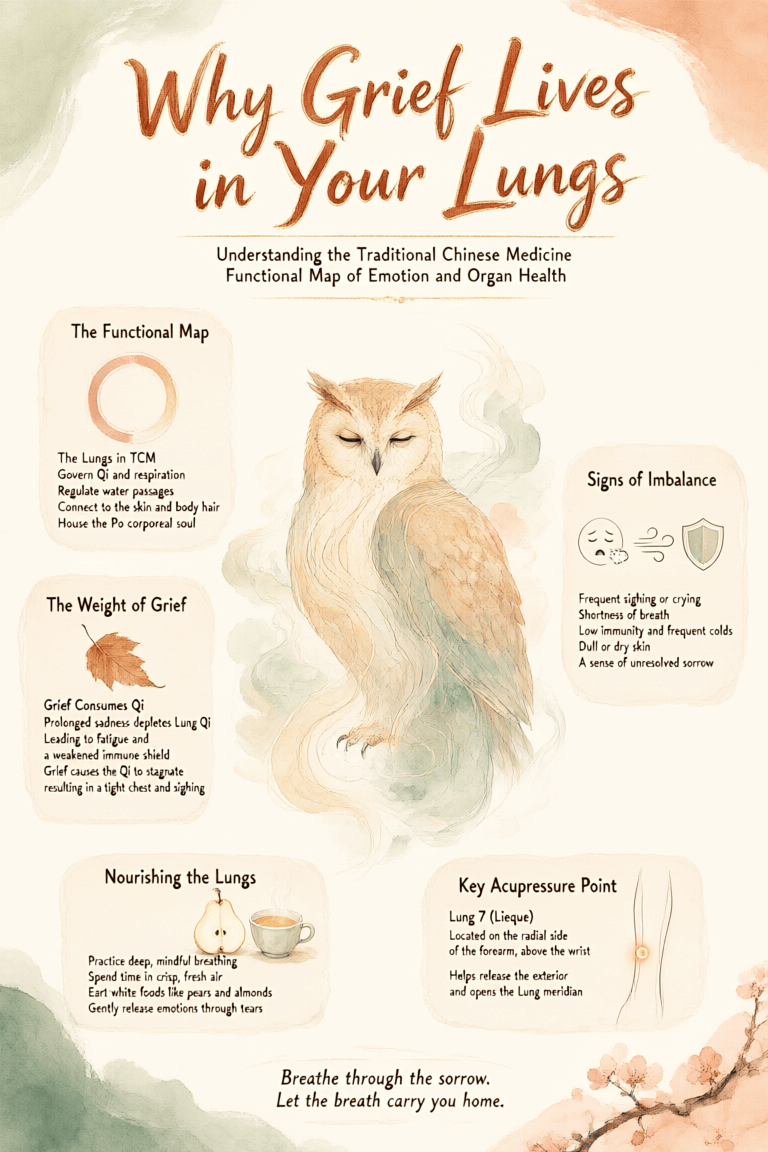 Why Grief Lives
in Your Lungs
Understanding the Traditional Chinese Medicine
Functional Map of Emotion and Organ Health
The Functional Map
The Lungs in TCM
Govern Qi and respiration
Regulate water passages
Connect to the skin and body hair
House the Po corporeal soul
Signs of Imbalance
Frequent sighing or crying
Shortness of breath
Low immunity and frequent colds
Dull or dry skin
A sense of unresolved sorrow
The Weight of Grief
Grief Consumes Qi
Prolonged sadness depletes Lung Qi
Leading to fatigue and
a weakened immune shield
Grief causes the Qi to stagnate
resulting in a tight chest and sighing
Nourishing the Lungs
Practice deep, mindful breathing
Spend time in crisp, fresh air
Eart white foods like pears and almonds
Gently release emotions through tears
Key Acupressure Point
Lung 7 (Lieque)
Located on the radial side
of the forearm, above the wrist
Helps release the exterior
and opens the Lung meridian
Breathe through the sorrow.
Let the breath carry you home.